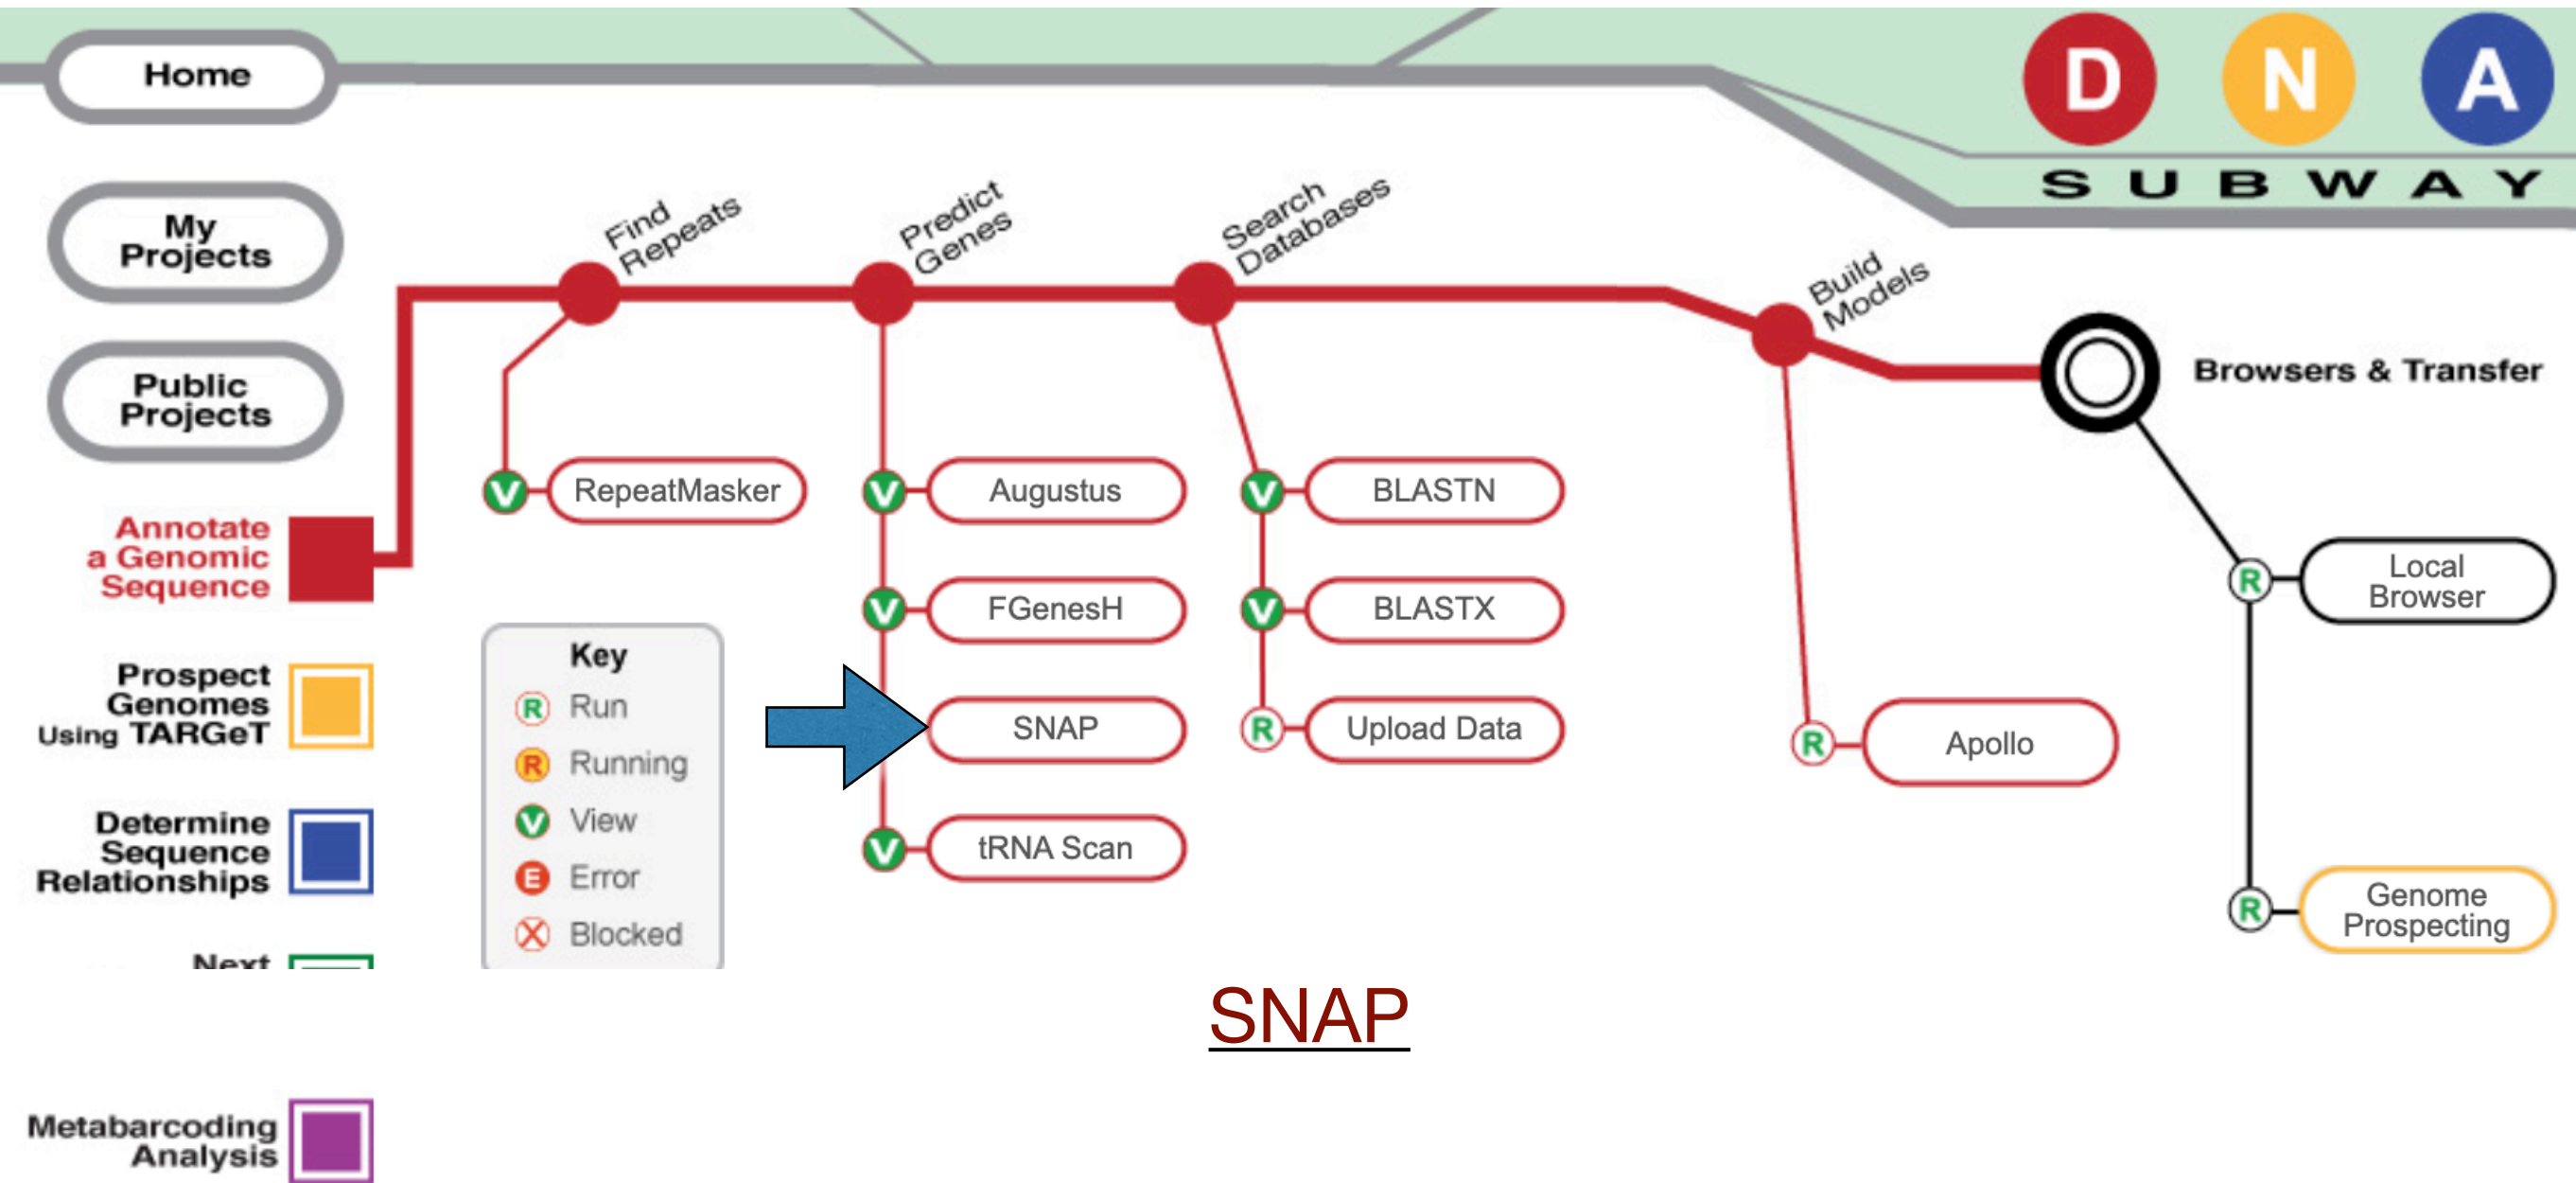 Home
D N A
SUBWAY
My
Projects
Public
Projects
Find
Repeats
Predict
Genes
Search
Databases
Build
Models
Browsers & Transfer
Annotate
a Genomic
Sequence
Prospect
Genomes
Using TARGeT
Determine
Sequence
Relationships
Next
Metabarcoding
Analysis
V RepeatMasker
Key
R Run
R Running
V View
E Error
X Blocked
V Augustus
V FGenesH
SNAP
V tRNA Scan
V BLASTN
V BLASTX
R Upload Data
R Apollo
R Local
Browser
R Genome
Prospecting
SNAP